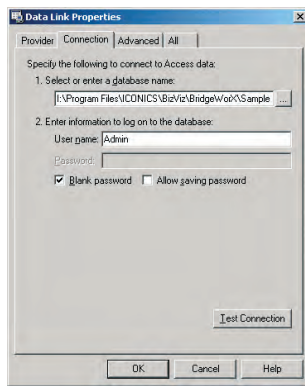 Data Link Properties
Provider Connection Advanced All
Specify the following to connect to Access data:
1. Select or enter a database name:
I:\Program Files\ICONICS\BizViz\BridgeWorX\Sample ...
2. Enter information to log on to the database:
User name: Admin
Password:
Blank password Allow saving password
Test Connection
OK Cancel Help